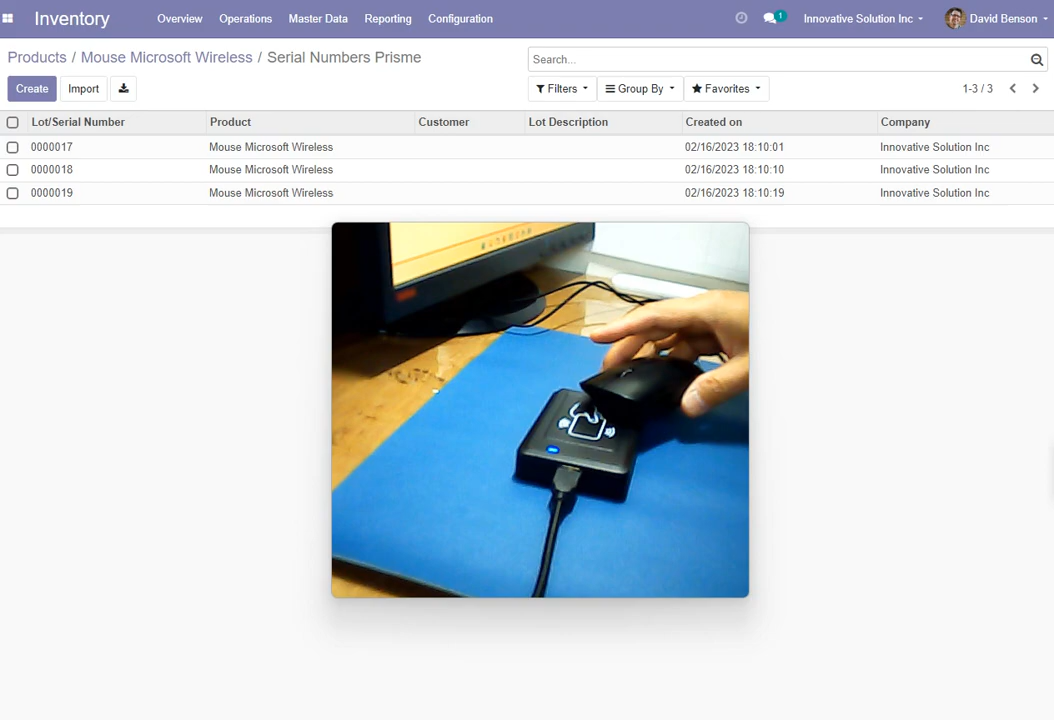 Inventory Overview Operations Master Data Reporting Configuration 1 Innovative Solution Inc David Benson
Products / Mouse Microsoft Wireless / Serial Numbers Prisme Search...
Create Import Filters Group By Favorites 1-3 / 3
Lot/Serial Number Product Customer Lot Description Created on Company
0000017 Mouse Microsoft Wireless 02/16/2023 18:10:01 Innovative Solution Inc
0000018 Mouse Microsoft Wireless 02/16/2023 18:10:10 Innovative Solution Inc
0000019 Mouse Microsoft Wireless 02/16/2023 18:10:19 Innovative Solution Inc